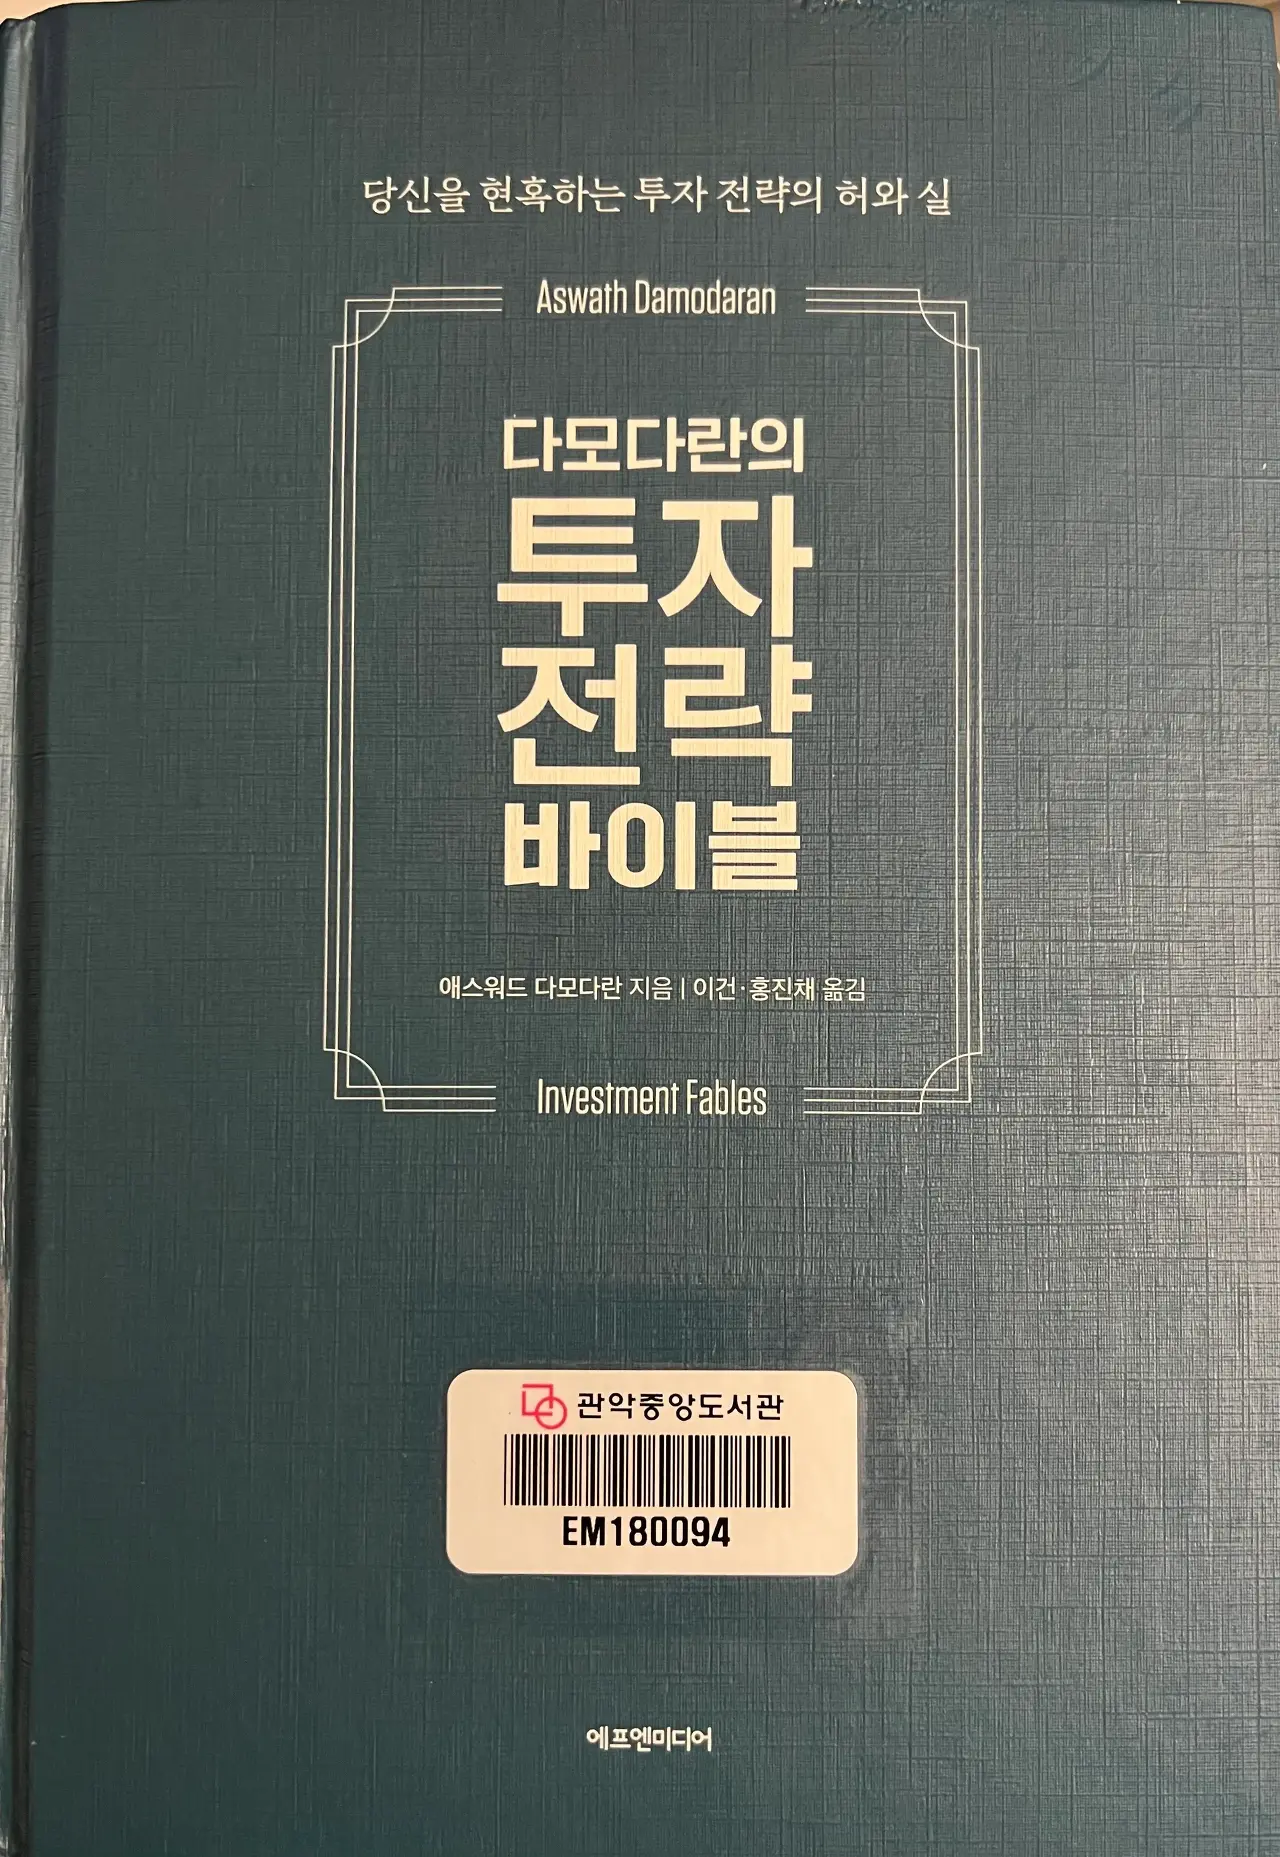 당신을 현혹하는 투자 전략의 허와 실
Aswath Damodaran
다모다란의
투자
전략
바이블
애스워드 다모다란 지음 | 이건·홍진채 옮김
Investment Fables
관악중앙도서관
EM180094
에프엔미디어